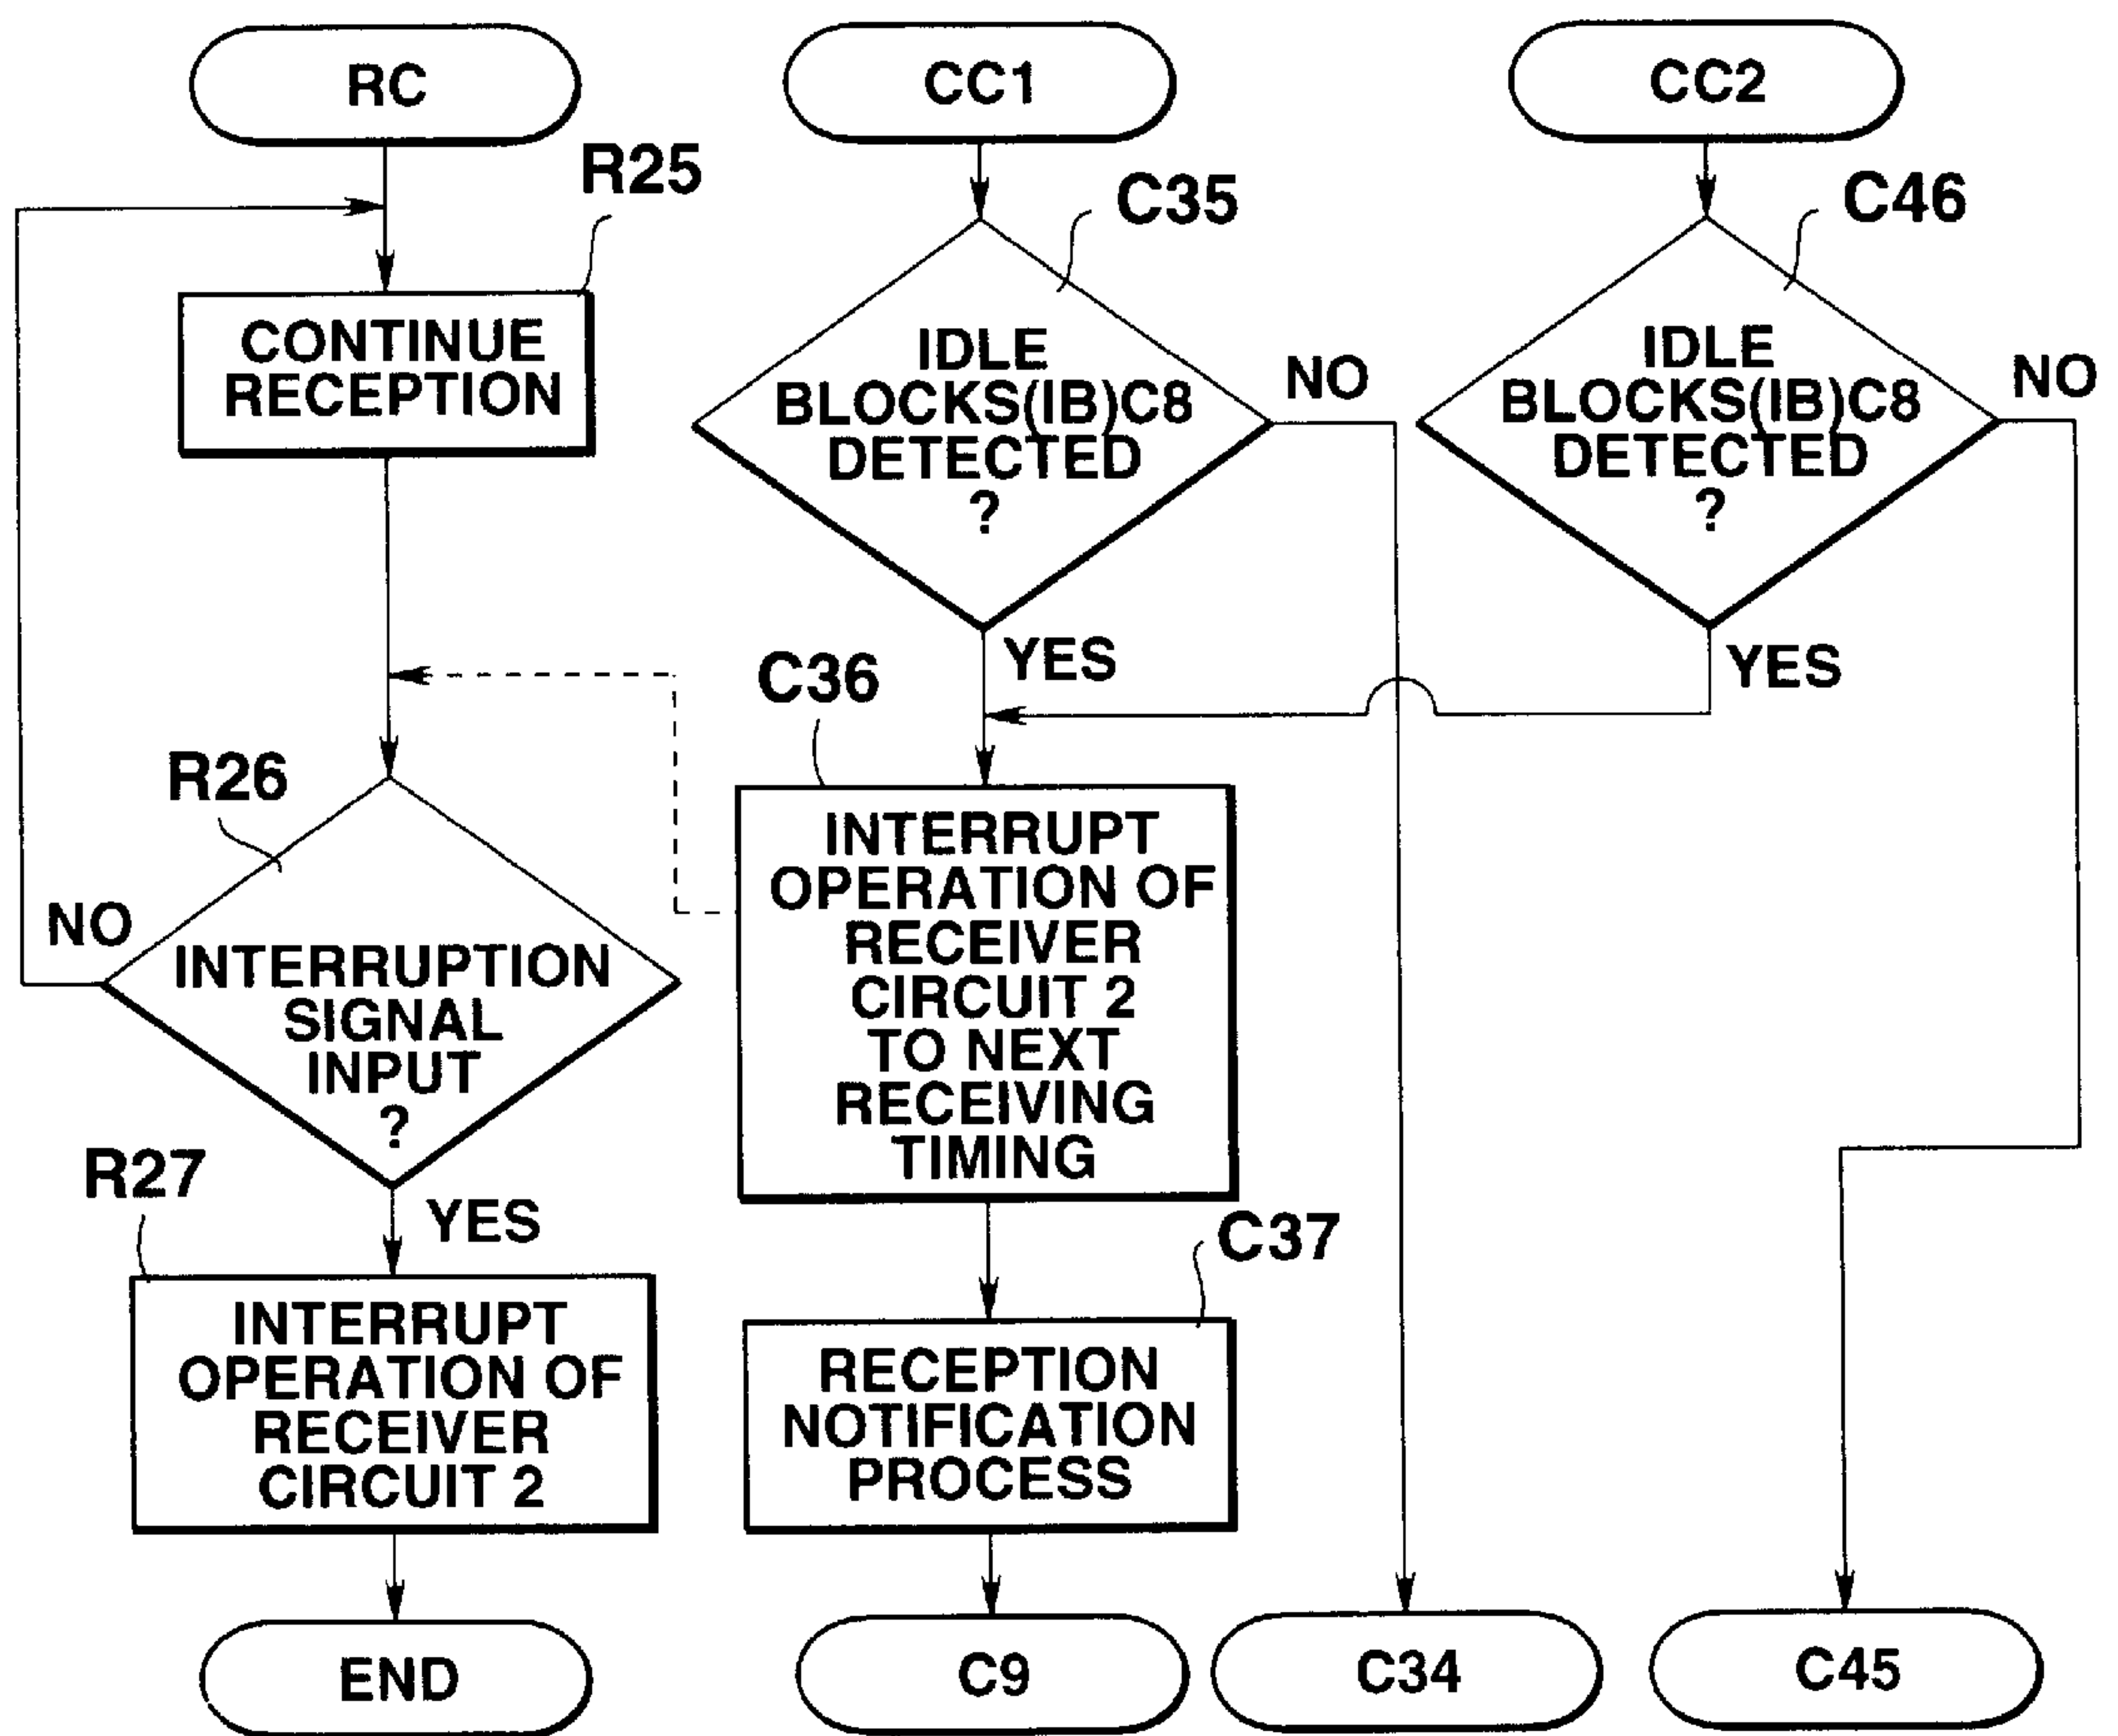 RC
CC1
CC2
R25
C35
C46
CONTINUE
RECEPTION
IDLE
BLOCKS(IB)C8
DETECTED
?
NO
IDLE
BLOCKS(IB)C8
DETECTED
?
NO
YES
YES
C36
R26
NO
INTERRUPTION
SIGNAL
INPUT
?
INTERRUPT
OPERATION OF
RECEIVER
CIRCUIT 2
TO NEXT
RECEIVING
TIMING
R27
YES
C37
INTERRUPT
OPERATION OF
RECEIVER
CIRCUIT 2
RECEPTION
NOTIFICATION
PROCESS
END
C9
C34
C45